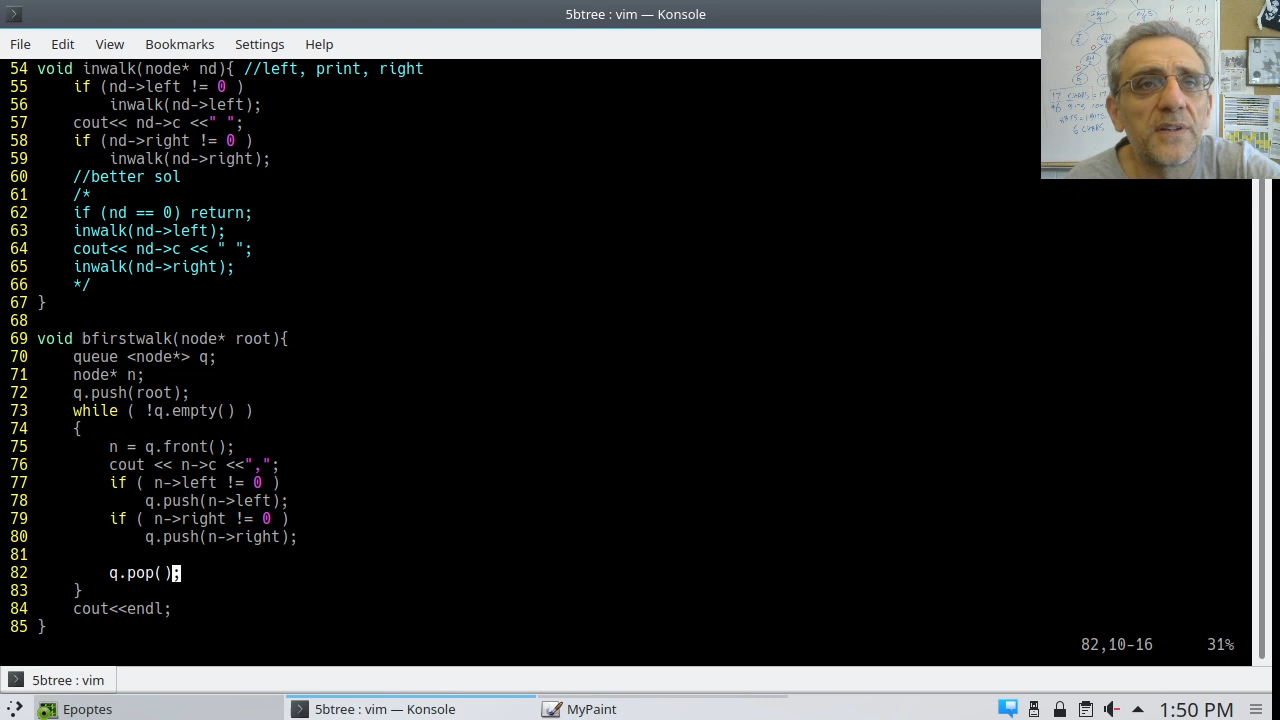 5btree : vim — Konsole
File Edit View Bookmarks Settings Help
54 void inwalk(node* nd){ //left, print, right
55     if (nd->left != 0 )
56         inwalk(nd->left);
57     cout<< nd->c <<" ";
58     if (nd->right != 0 )
59         inwalk(nd->right);
60     //better sol
61     /*
62     if (nd == 0) return;
63     inwalk(nd->left);
64     cout<< nd->c << " ";
65     inwalk(nd->right);
66     */
67 }
68
69 void bfirstwalk(node* root){
70     queue <node*> q;
71     node* n;
72     q.push(root);
73     while ( !q.empty() )
74     {
75         n = q.front();
76         cout << n->c <<",";
77         if ( n->left != 0 )
78             q.push(n->left);
79         if ( n->right != 0 )
80             q.push(n->right);
81
82         q.pop();
83     }
84     cout<<endl;
85 }
82,10-16 31%
5btree : vim
Epoptes 5btree : vim — Konsole MyPaint 1:50 PM